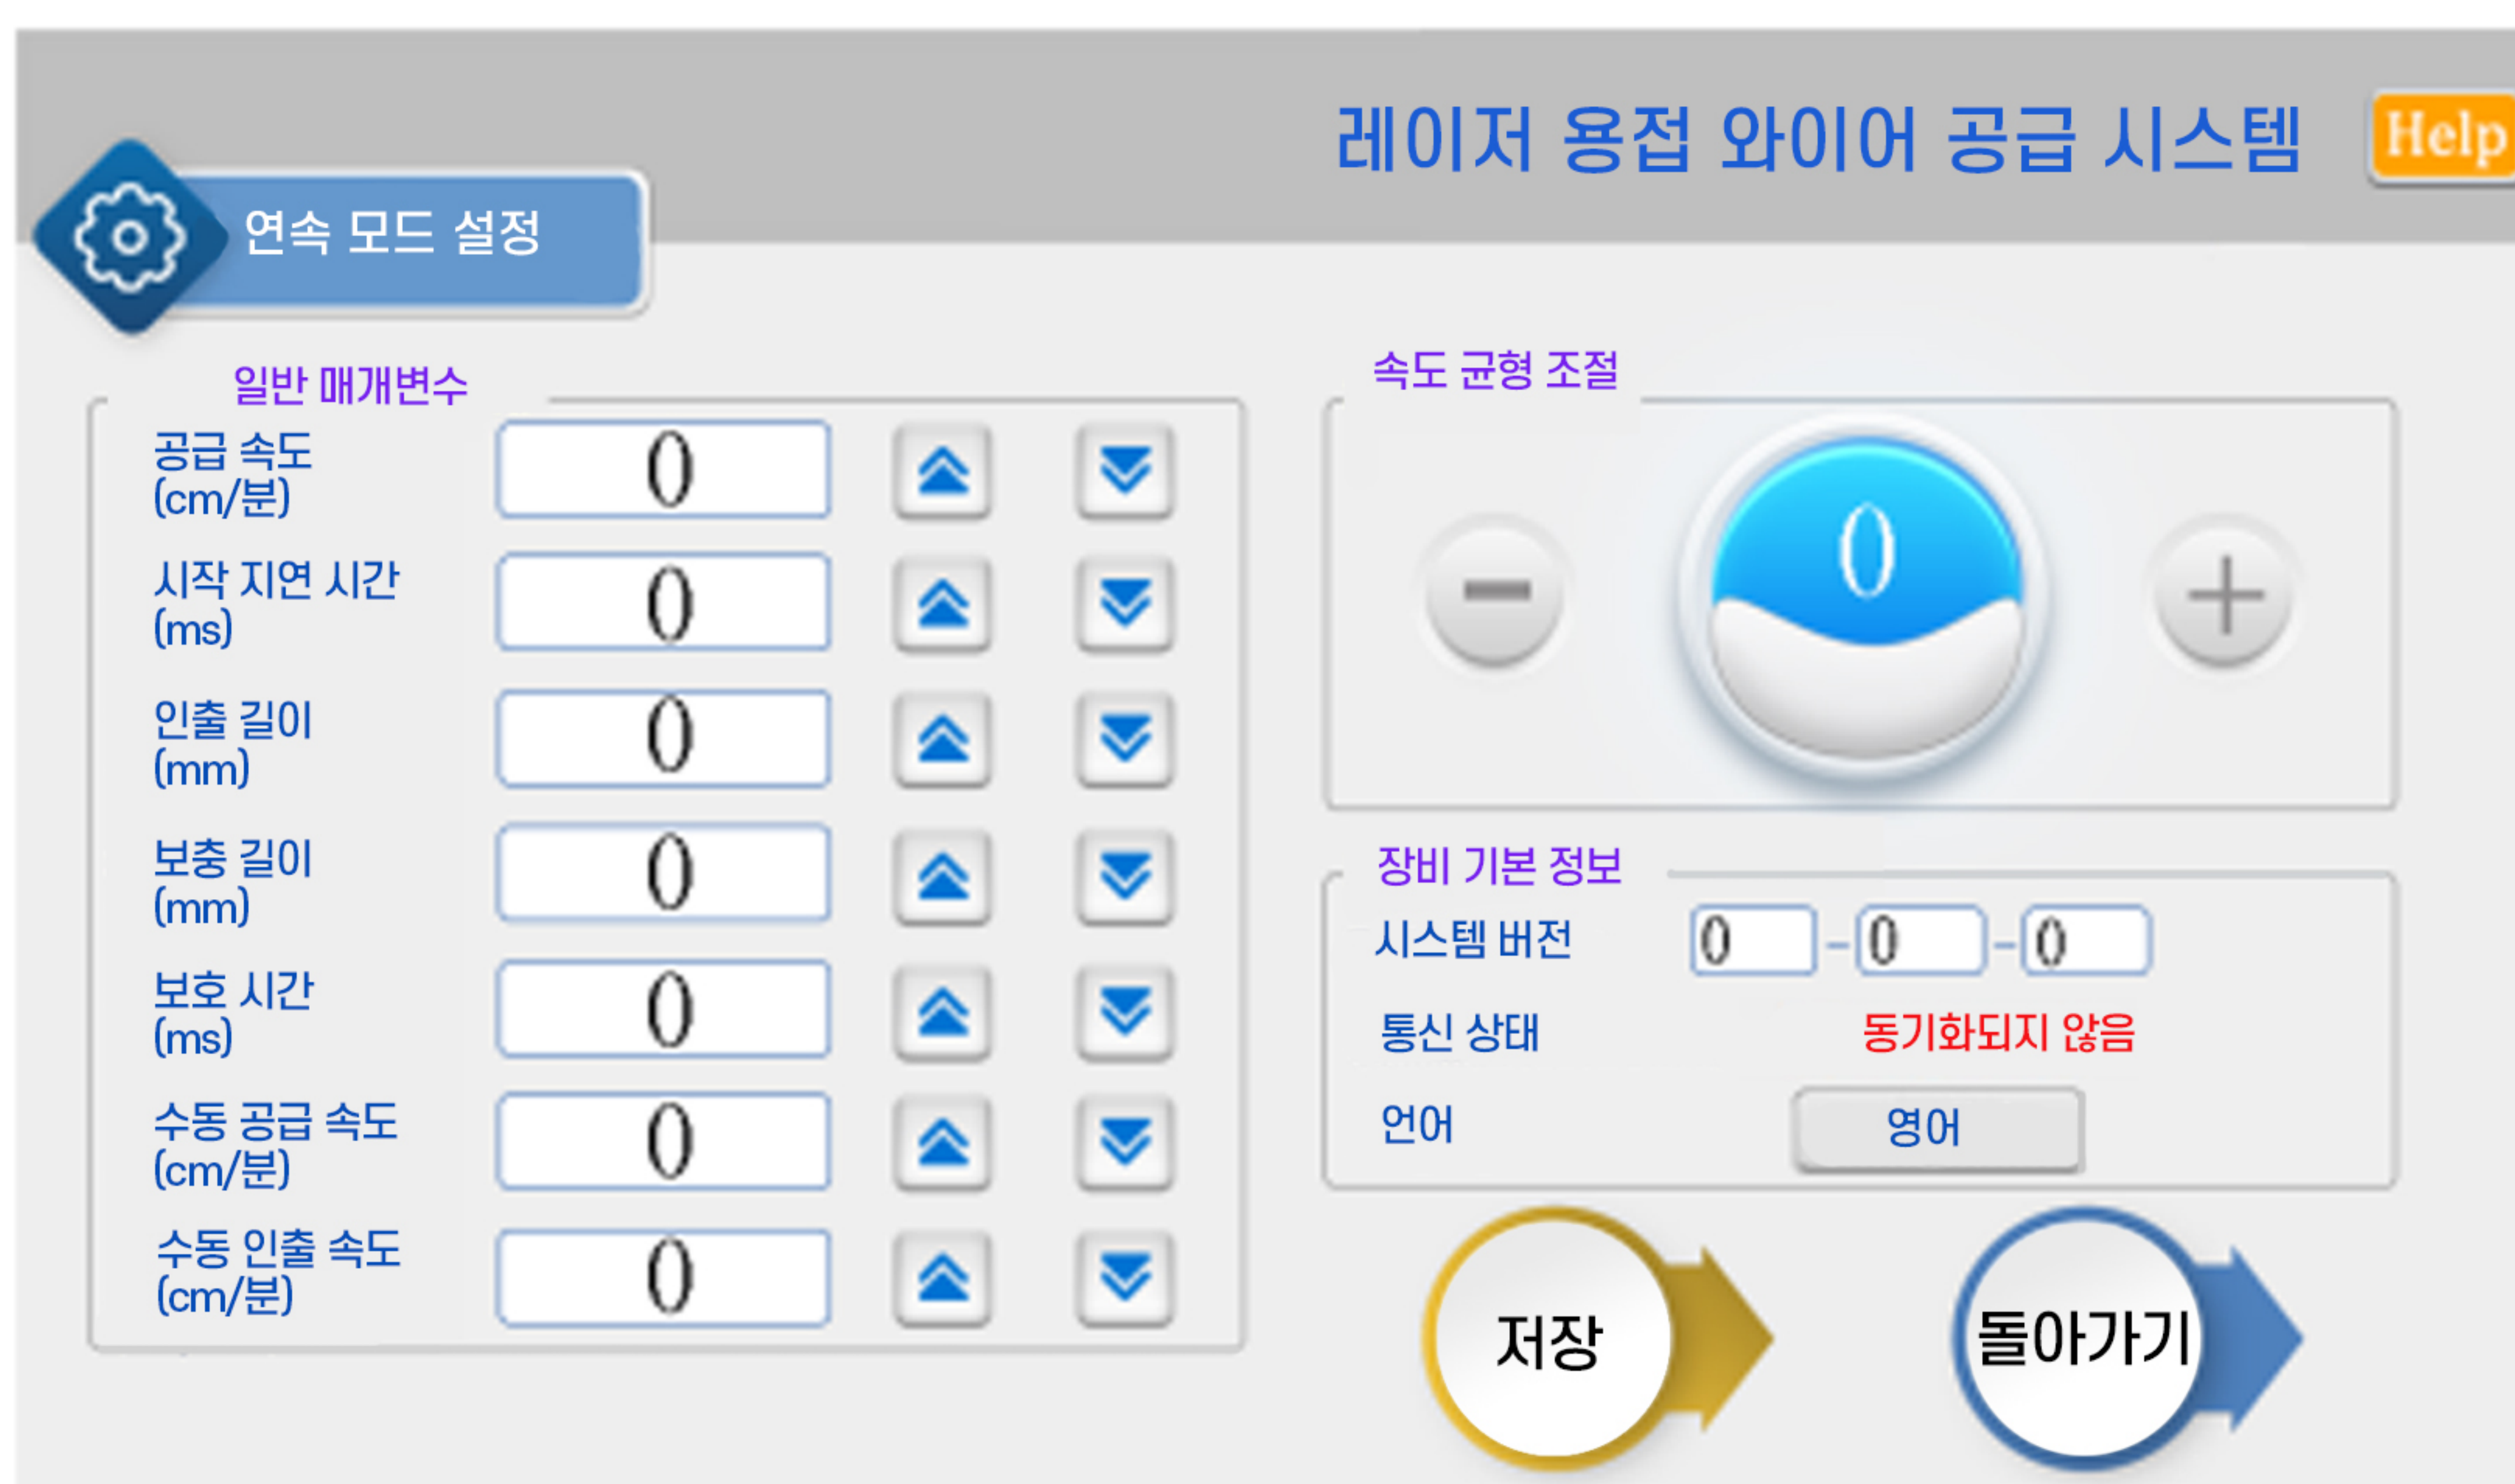 레이저 용접 와이어 공급 시스템
Help
연속 모드 설정
일반 매개변수
공급 속도
(cm/분)
0
시작 지연 시간
(ms)
0
인출 길이
(mm)
0
보충 길이
(mm)
0
보호 시간
(ms)
0
수동 공급 속도
(cm/분)
0
수동 인출 속도
(cm/분)
0
속도 균형 조절
0
장비 기본 정보
시스템 버전
0 - 0 - 0
통신 상태
동기화되지 않음
언어
영어
저장
돌아가기